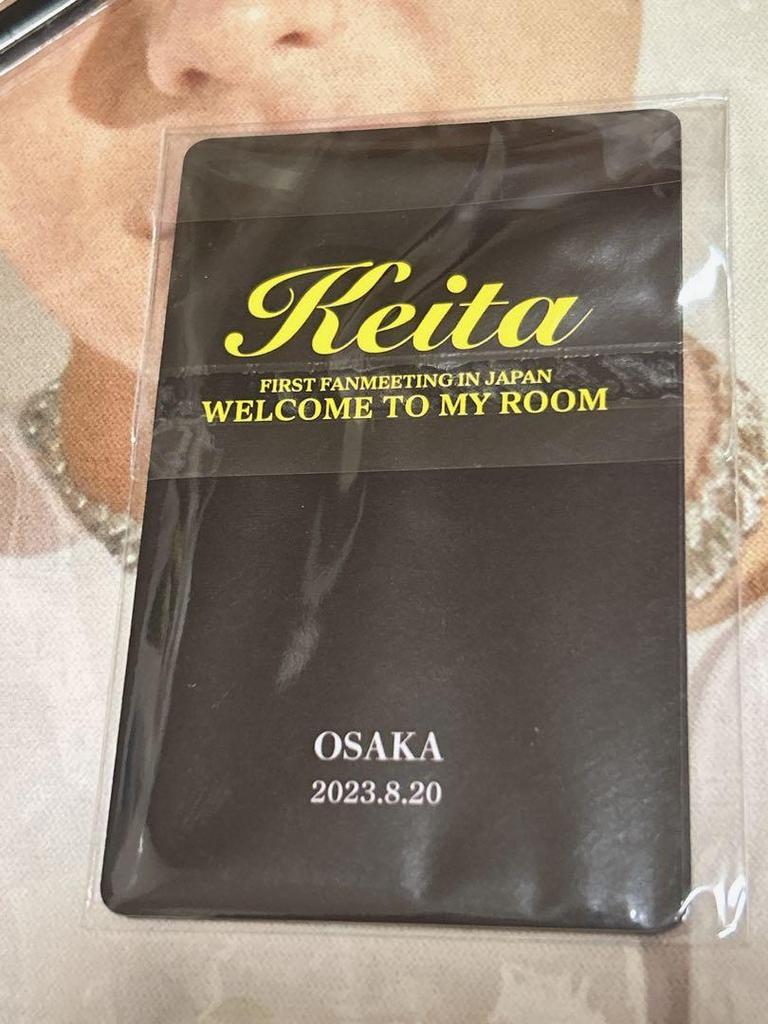 Keita
FIRST FANMEETING IN JAPAN
WELCOME TO MY ROOM
OSAKA
2023.8.20